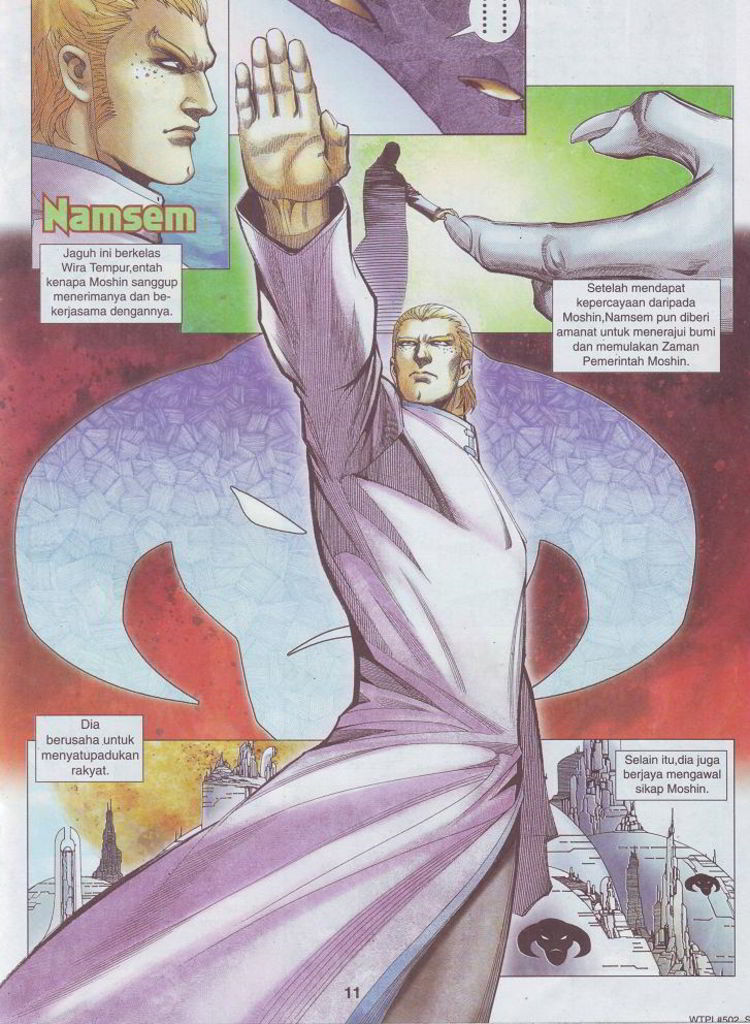 Namsem
Jaguh ini berkelas
Wira Tempur,entah
kenapa Moshin sanggup
menerimanya dan be-
kerjasama dengannya.
Setelah mendapat
kepercayaan daripada
Moshin,Namsem pun diberi
amanat untuk menerajui bumi
dan memulakan Zaman
Pemerintah Moshin.
Dia
berusaha untuk
menyatupadukan
rakyat.
Selain itu,dia juga
berjaya mengawal
sikap Moshin.
11